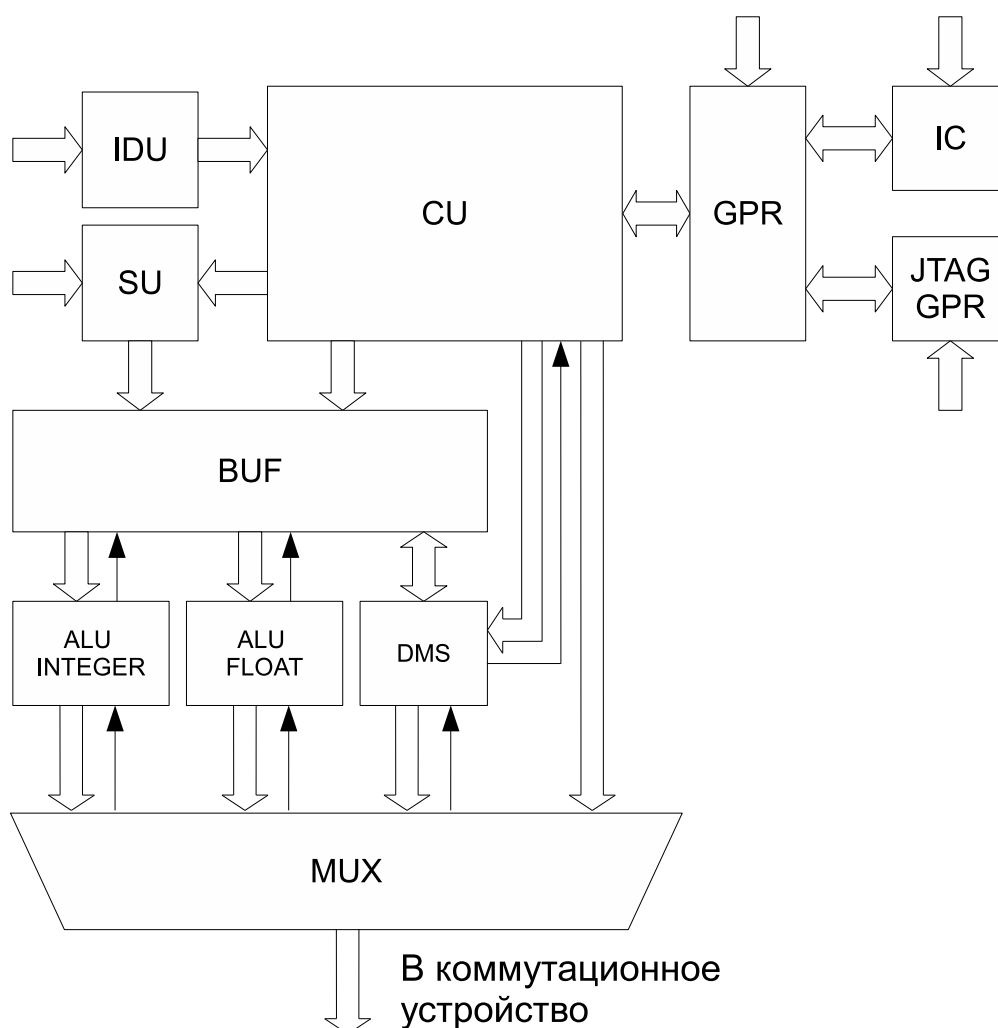 IDU
CU
GPR
IC
SU
JTAG
GPR
BUF
ALU
INTEGER
ALU
FLOAT
DMS
MUX
В коммутационное
устройство